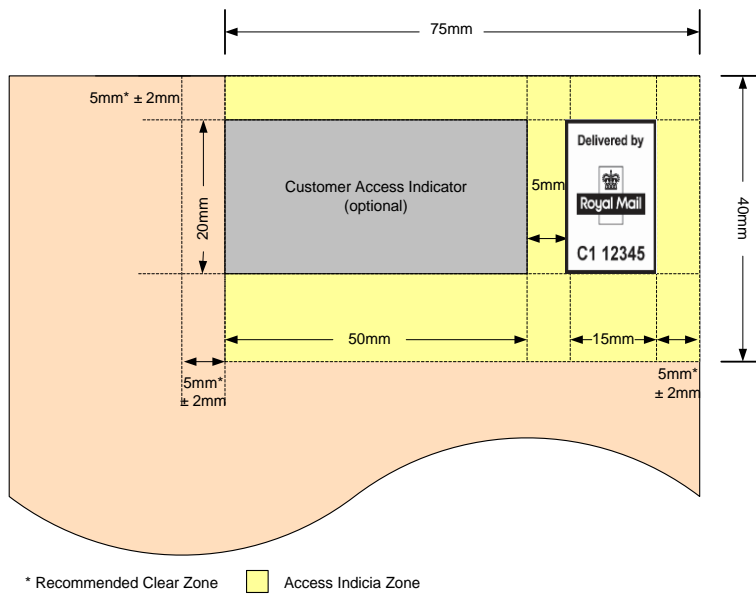 75mm
5mm* ± 2mm
Delivered by
Royal Mail
C1 12345
Customer Access Indicator
(optional)
5mm
20mm
40mm
50mm
15mm
5mm*
± 2mm
5mm*
± 2mm
* Recommended Clear Zone
Access Indicia Zone